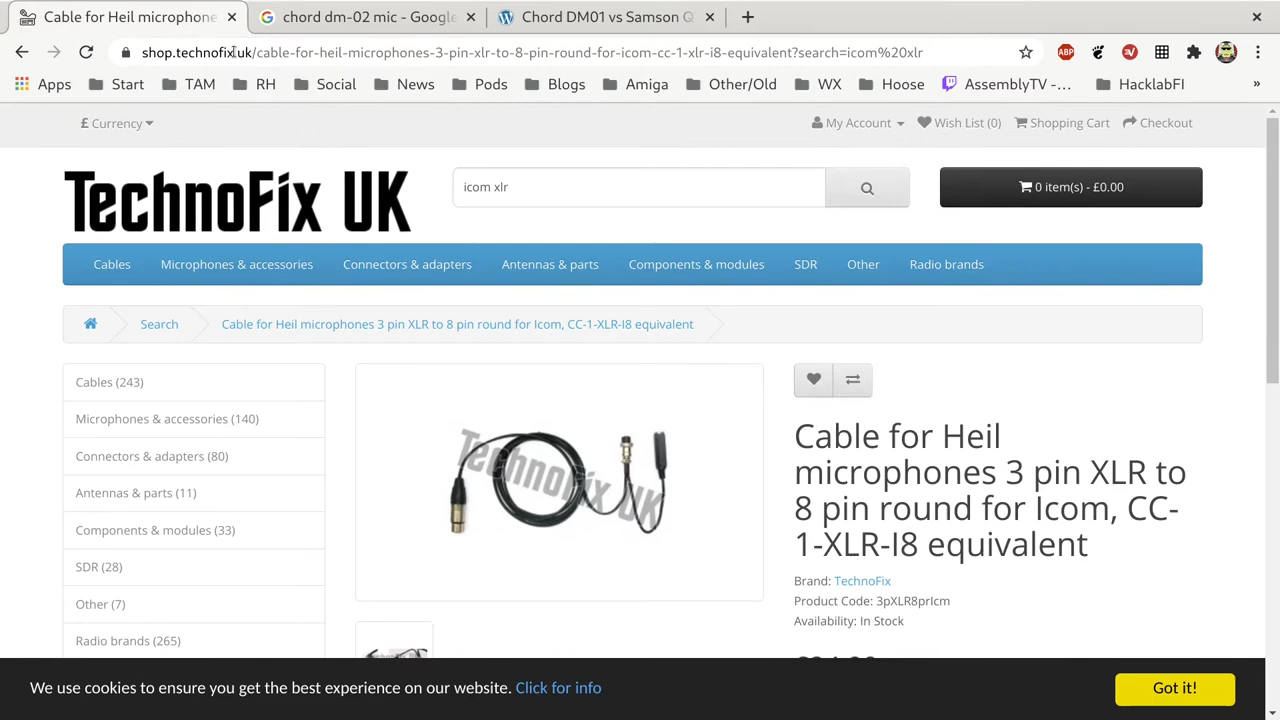 Cable for Heil microphone
chord dm-02 mic - Google
Chord DM01 vs Samson Q
shop.technofix.uk/cable-for-heil-microphones-3-pin-xlr-to-8-pin-round-for-icom-cc-1-xlr-i8-equivalent?search=icom%20xlr
ABP
Apps Start TAM RH Social News Pods Blogs Amiga Other/Old WX Hoose AssemblyTV -... HacklabFI »
£ Currency
My Account Wish List (0) Shopping Cart Checkout
TechnoFix UK
icom xlr
0 item(s) - £0.00
Cables Microphones & accessories Connectors & adapters Antennas & parts Components & modules SDR Other Radio brands
Search Cable for Heil microphones 3 pin XLR to 8 pin round for Icom, CC-1-XLR-I8 equivalent
Cables (243)
Microphones & accessories (140)
Connectors & adapters (80)
Antennas & parts (11)
Components & modules (33)
SDR (28)
Other (7)
Radio brands (265)
TechnoFix UK
Cable for Heil
microphones 3 pin XLR to
8 pin round for Icom, CC-
1-XLR-I8 equivalent
Brand: TechnoFix
Product Code: 3pXLR8prIcm
Availability: In Stock
We use cookies to ensure you get the best experience on our website. Click for info
Got it!